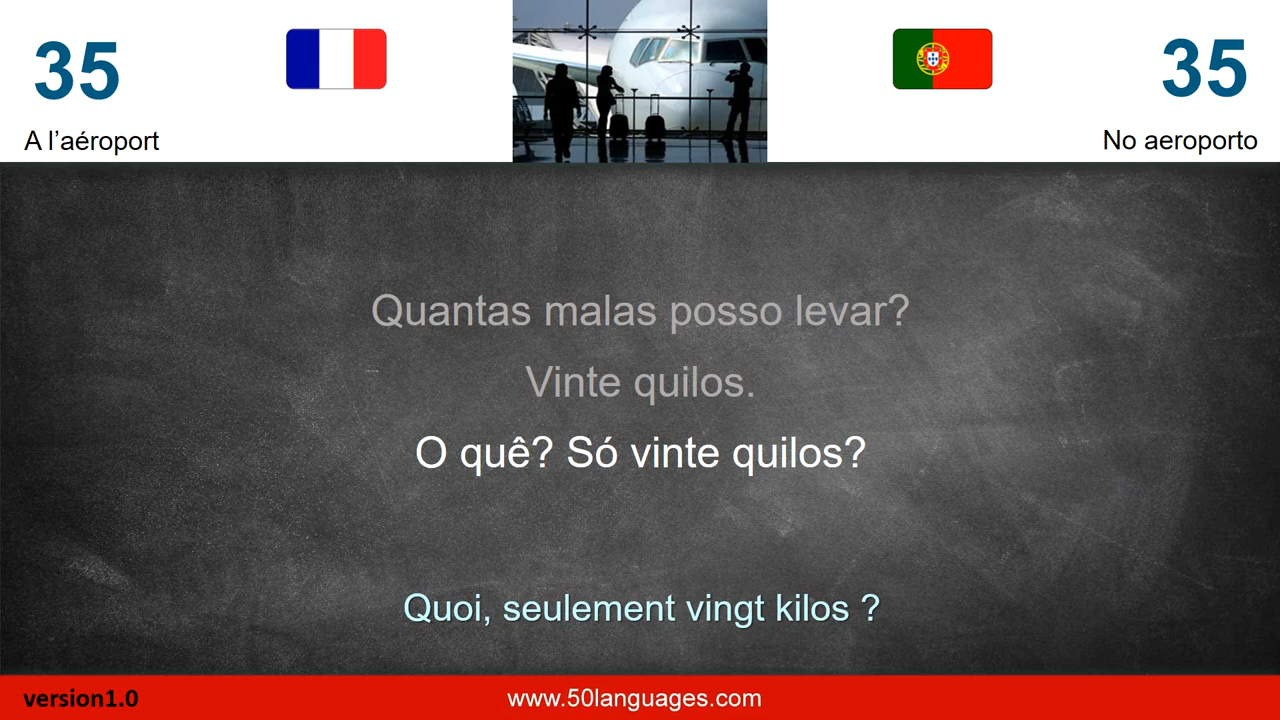 35
35
A l’aéroport
No aeroporto
Quantas malas posso levar?
Vinte quilos.
O quê? Só vinte quilos?
Quoi, seulement vingt kilos ?
version1.0
www.50languages.com